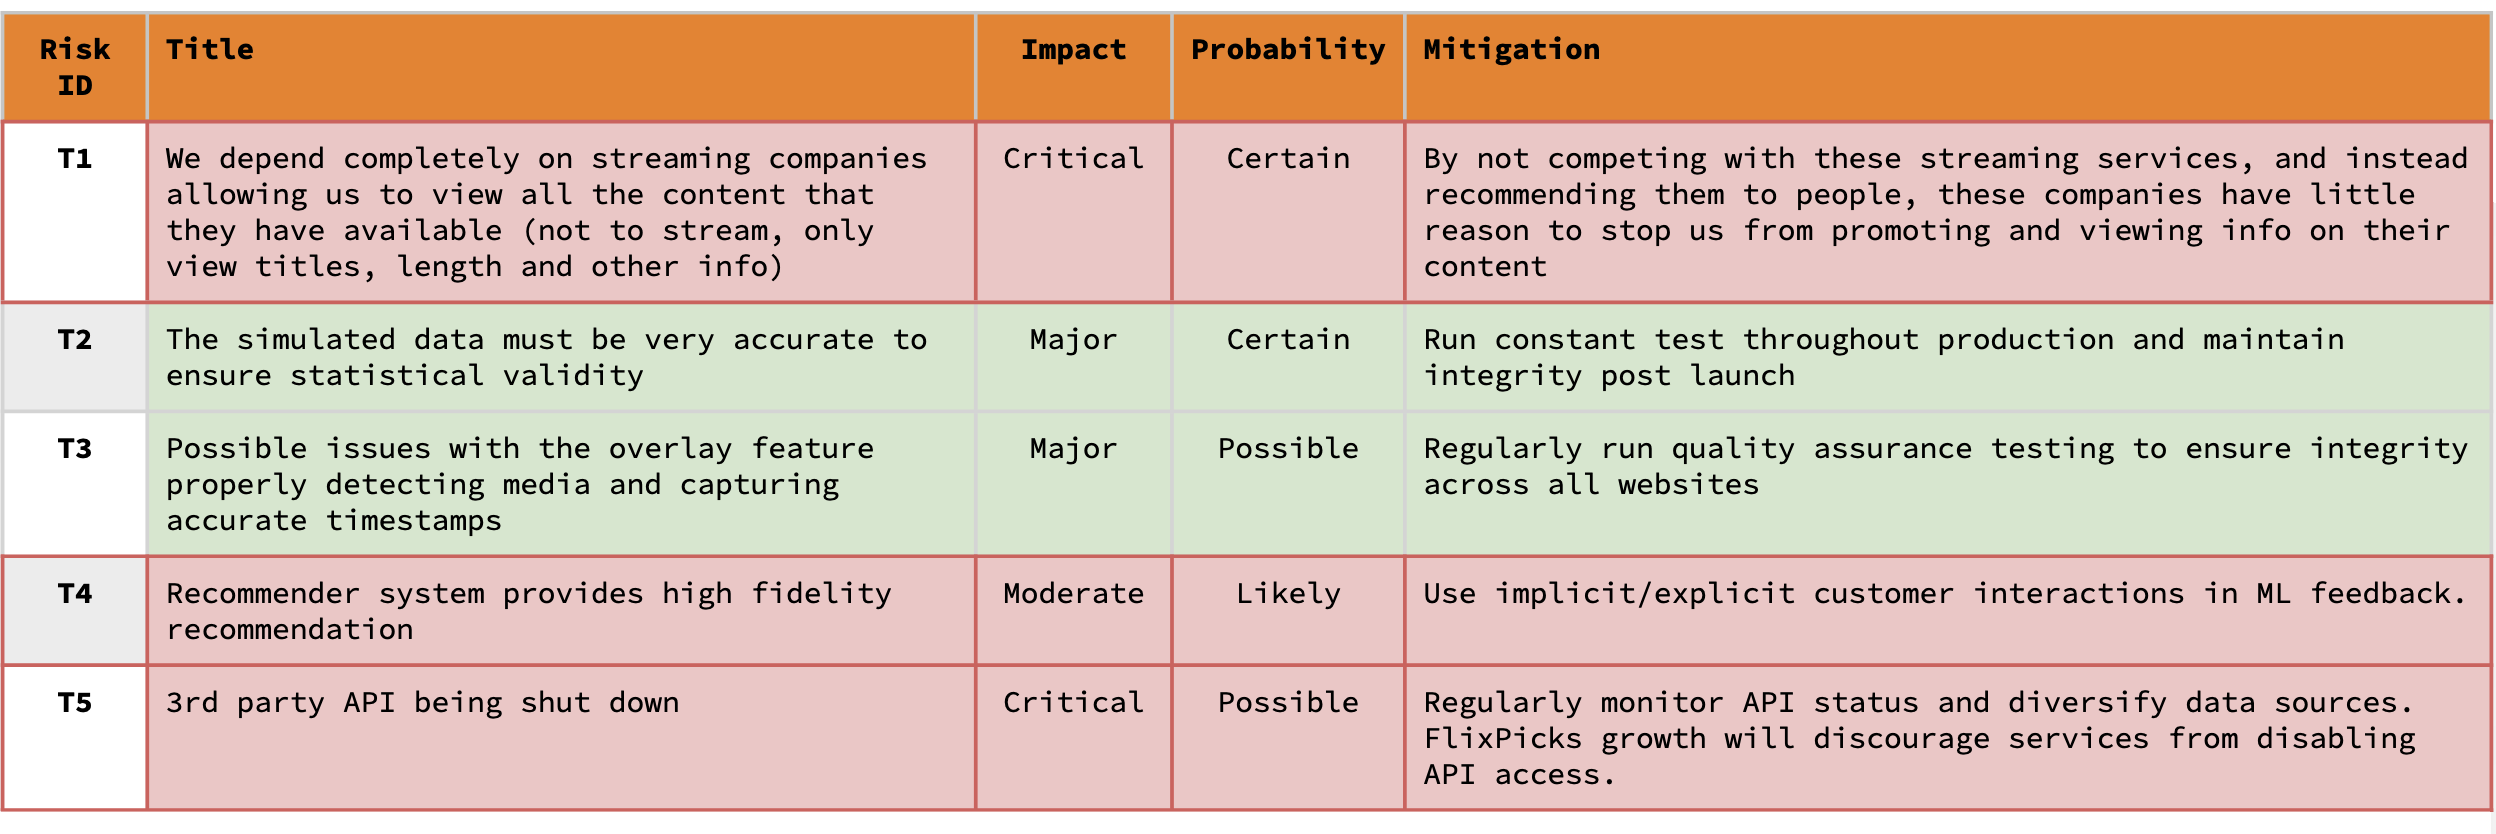 Risk ID Title Impact Probability Mitigation
T1 We depend completely on streaming companies Critical Certain By not competing with these streaming services, and instead
allowing us to view all the content that recommending them to people, these companies have little
they have available (not to stream, only reason to stop us from promoting and viewing info on their
view titles, length and other info) content
T2 The simulated data must be very accurate to Major Certain Run constant test throughout production and maintain
ensure statistical validity integrity post launch
T3 Possible issues with the overlay feature Major Possible Regularly run quality assurance testing to ensure integrity
properly detecting media and capturing across all websites
accurate timestamps
T4 Recommender system provides high fidelity Moderate Likely Use implicit/explicit customer interactions in ML feedback.
recommendation
T5 3rd party API being shut down Critical Possible Regularly monitor API status and diversify data sources.
FlixPicks growth will discourage services from disabling
API access.